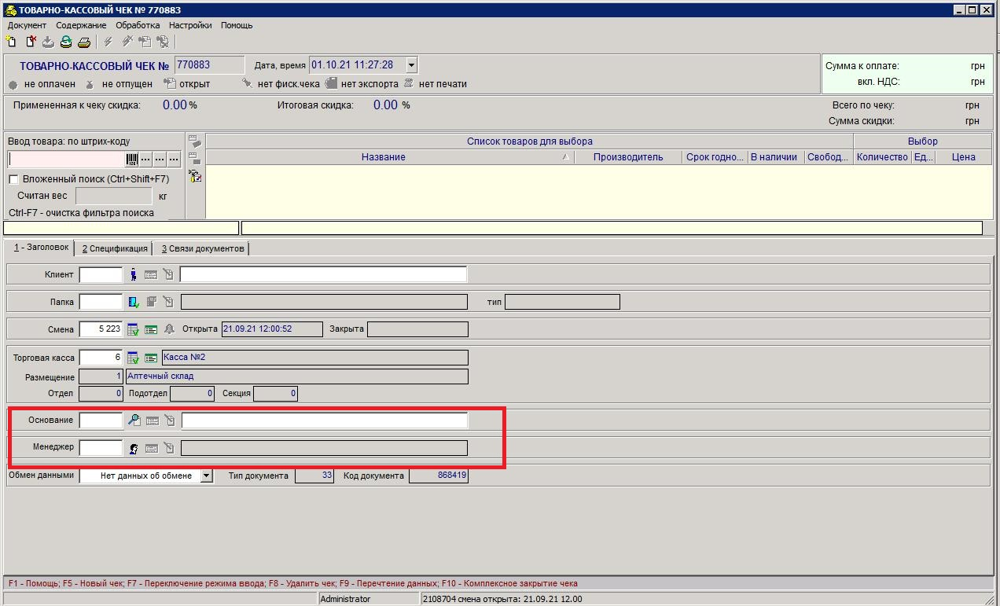 ТОВАРНО-КАССОВЫЙ ЧЕК № 770883
Документ Содержание Обработка Настройки Помощь
ТОВАРНО-КАССОВЫЙ ЧЕК № 770883 Дата, время 01.10.21 11:27:28
Сумма к оплате: грн
не оплачен не отпущен открыт нет фиск.чека нет экспорта нет печати
вкл. НДС: грн
Примененная к чеку скидка: 0.00 % Итоговая скидка: 0.00 % Всего по чеку: грн
Сумма скидки: грн
Ввод товара: по штрих-коду
Список товаров для выбора Выбор
Название Производитель Срок годно... В наличии Свобод... Количество Ед... Цена
Вложенный поиск (Ctrl+Shift+F7)
Считан вес кг
Ctrl-F7 - очистка фильтра поиска
1 - Заголовок 2 Спецификация 3 Связи документов
Клиент
Папка тип
Смена 5 223 Открыта 21.09.21 12:00:52 Закрыта
Торговая касса 6 Касса №2
Размещение 1 Аптечный склад
Отдел 0 Подотдел 0 Секция 0
Основание
Менеджер
Обмен данными Нет данных об обмене Тип документа 33 Код документа 868419
F1 - Помощь; F5 - Новый чек; F7 - Переключение режима ввода; F8 - Удалить чек; F9 - Перечтение данных; F10 - Комплексное закрытие чека
Administrator 2108704 смена открыта: 21.09.21 12.00